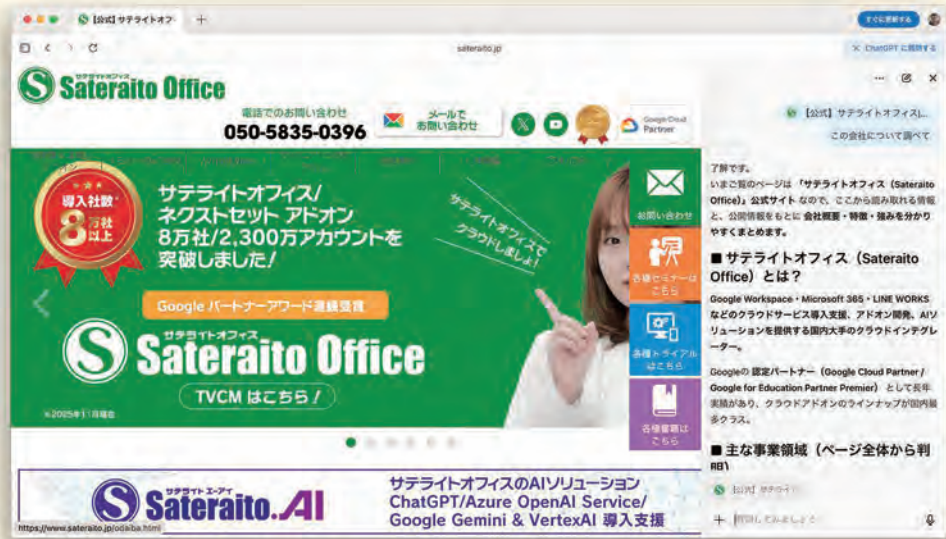 【公式】サテライトオフ
すぐに更新する
sateraito.jp
ChatGPT に質問する
サテライトオフィス
Sateraito Office
電話でのお問い合わせ
050-5835-0396
メールで
お問い合わせ
Google Cloud
Partner
導入社数
8万社
以上
サテライトオフィス/
ネクストセット アドオン
8万社/2,300万アカウントを
突破しました!
サテライトオフィスで
クラウドしましょ!
Google パートナーアワード連続受賞
サテライトオフィス
Sateraito Office
TVCM はこちら!
※2025年11月現在
お問い合わせ
各種セミナーは
こちら
各種トライアル
はこちら
各種書籍は
こちら
サテライト エーアイ
Sateraito.AI
サテライトオフィスのAIソリューション
ChatGPT/Azure OpenAI Service/
Google Gemini & VertexAI 導入支援
https://www.sateraito.jp/odaiba.html
【公式】サテライトオフィス|...
この会社について調べて
了解です。
いまご覧のページは 「サテライトオフィス（Sateraito
Office)」公式サイト なので、ここから読み取れる情報
と、公開情報をもとに 会社概要・特徴・強みを分かり
やすくまとめます。
■ サテライトオフィス（Sateraito
Office）とは？
Google Workspace・Microsoft 365・LINE WORKS
などのクラウドサービス導入支援、アドオン開発、AIソ
リューションを提供する国内大手のクラウドインテグレ
ーター。
Googleの 認定パートナー（Google Cloud Partner /
Google for Education Partner Premier） として長年
実績があり、クラウドアドオンのラインナップが国内最
多クラス。
■ 主な事業領域（ページ全体から判
【公式】サテライト
質問してみましょう